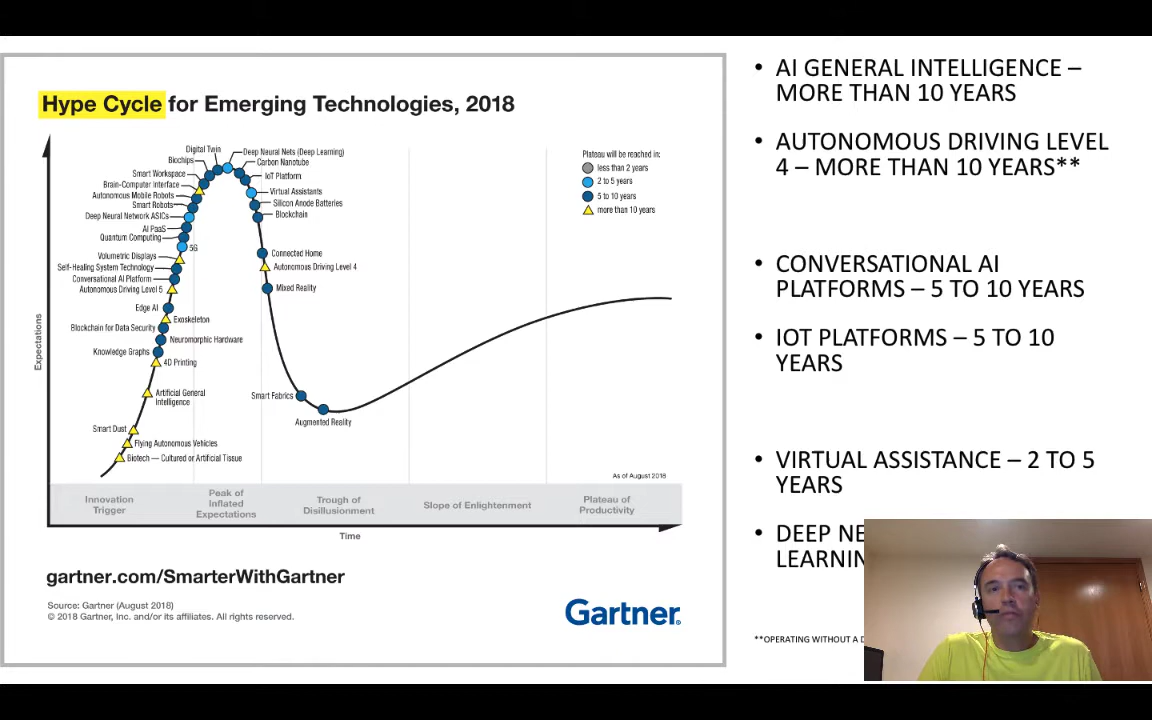 Hype Cycle for Emerging Technologies, 2018
Digital Twin
Biochips
Smart Workspace
Brain-Computer Interface
Autonomous Mobile Robots
Smart Robots
Deep Neural Network ASICs
AI PaaS
Quantum Computing
5G
Volumetric Displays
Self-Healing System Technology
Conversational AI Platform
Autonomous Driving Level 5
Edge AI
Exoskeleton
Blockchain for Data Security
Neuromorphic Hardware
Knowledge Graphs
4D Printing
Artificial General
Intelligence
Smart Dust
Flying Autonomous Vehicles
Biotech — Cultured or Artificial Tissue
Deep Neural Nets (Deep Learning)
Carbon Nanotube
IoT Platform
Virtual Assistants
Silicon Anode Batteries
Blockchain
Connected Home
Autonomous Driving Level 4
Mixed Reality
Smart Fabrics
Augmented Reality
Plateau will be reached in:
less than 2 years
2 to 5 years
5 to 10 years
more than 10 years
As of August 2018
Expectations
Innovation
Trigger
Peak of
Inflated
Expectations
Trough of
Disillusionment
Slope of Enlightenment
Plateau of
Productivity
Time
gartner.com/SmarterWithGartner
Source: Gartner (August 2018)
© 2018 Gartner, Inc. and/or its affiliates. All rights reserved.
Gartner.
• AI GENERAL INTELLIGENCE –
MORE THAN 10 YEARS
• AUTONOMOUS DRIVING LEVEL
4 – MORE THAN 10 YEARS**
• CONVERSATIONAL AI
PLATFORMS – 5 TO 10 YEARS
• IOT PLATFORMS – 5 TO 10
YEARS
• VIRTUAL ASSISTANCE – 2 TO 5
YEARS
• DEEP
**OPERATING WITHOUT A